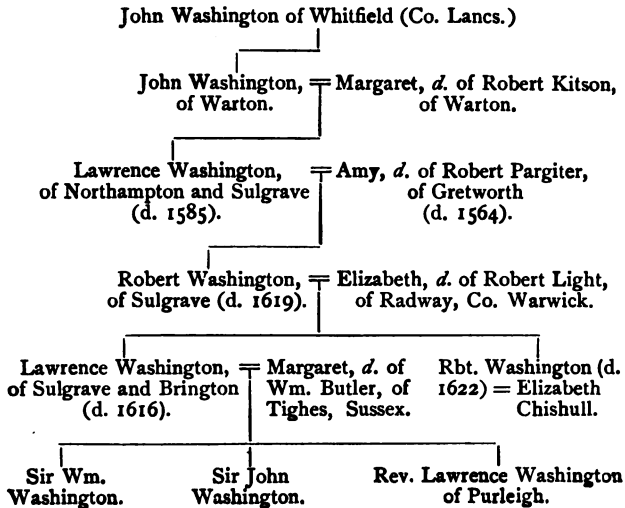 John Washington of Whitfield (Co. Lancs.)
John Washington, = Margaret, d. of Robert Kitson,
of Warton. of Warton.
Lawrence Washington, = Amy, d. of Robert Pargiter,
of Northampton and Sulgrave of Gretworth
(d. 1585). (d. 1564).
Robert Washington, = Elizabeth, d. of Robert Light,
of Sulgrave (d. 1619). of Radway, Co. Warwick.
Lawrence Washington, = Margaret, d. of Rbt. Washington (d.
of Sulgrave and Brington Wm. Butler, of 1622) = Elizabeth
(d. 1616). Tighes, Sussex. Chishull.
Sir Wm. Sir John Rev. Lawrence Washington
Washington. Washington. of Purleigh.